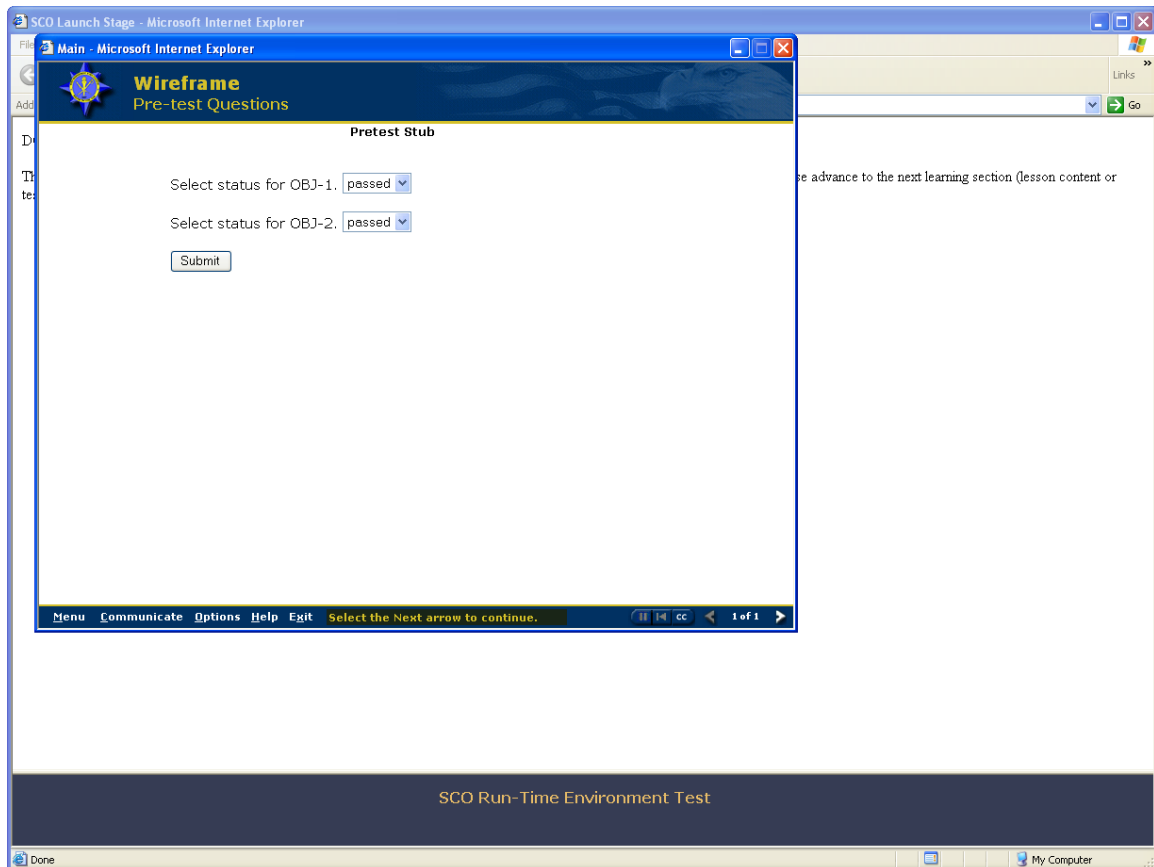 SCO Launch Stage - Microsoft Internet Explorer
File
Main - Microsoft Internet Explorer
Links
Wireframe
Pre-test Questions
Add
Go
Pretest Stub
Select status for OBJ-1. passed
se advance to the next learning section (lesson content or
Select status for OBJ-2. passed
Submit
Menu Communicate Options Help Exit Select the Next arrow to continue. cc 1 of 1
SCO Run-Time Environment Test
Done My Computer